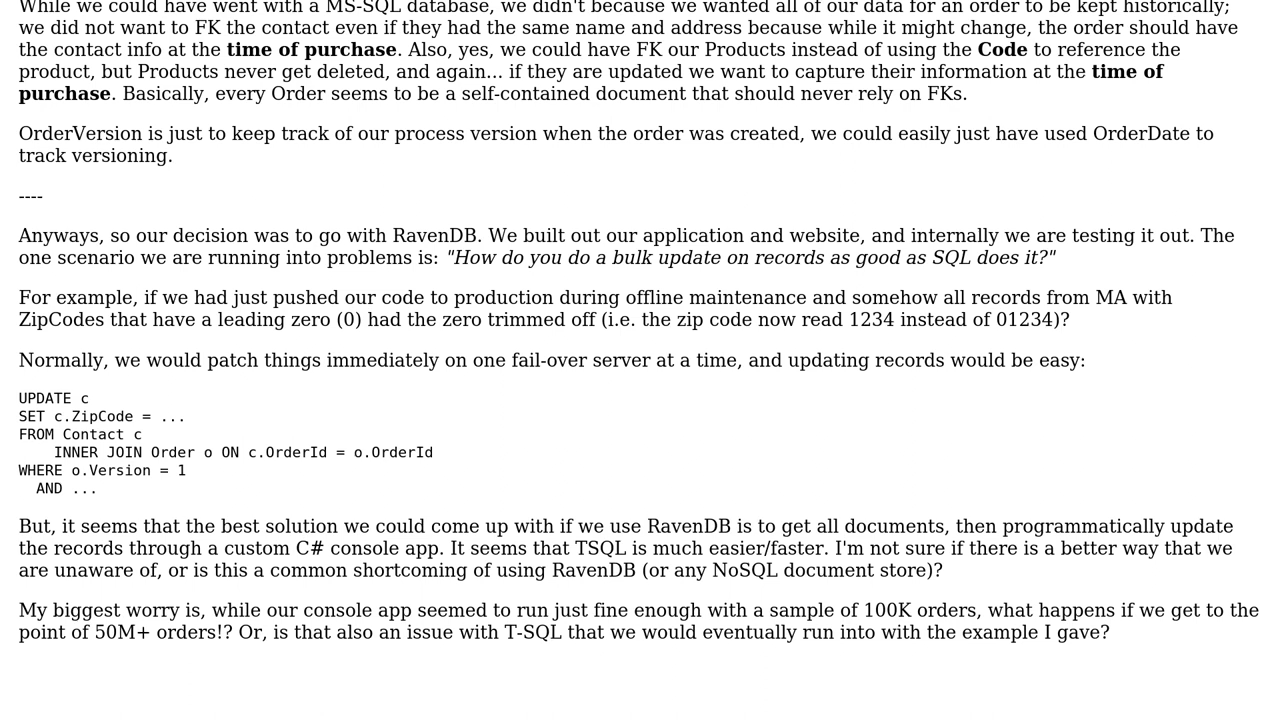 While we could have went with a MS-SQL database, we didn't because we wanted all of our data for an order to be kept historically;
we did not want to FK the contact even if they had the same name and address because while it might change, the order should have
the contact info at the time of purchase. Also, yes, we could have FK our Products instead of using the Code to reference the
product, but Products never get deleted, and again... if they are updated we want to capture their information at the time of
purchase. Basically, every Order seems to be a self-contained document that should never rely on FKs.
OrderVersion is just to keep track of our process version when the order was created, we could easily just have used OrderDate to
track versioning.
----
Anyways, so our decision was to go with RavenDB. We built out our application and website, and internally we are testing it out. The
one scenario we are running into problems is: "How do you do a bulk update on records as good as SQL does it?"
For example, if we had just pushed our code to production during offline maintenance and somehow all records from MA with
ZipCodes that have a leading zero (0) had the zero trimmed off (i.e. the zip code now read 1234 instead of 01234)?
Normally, we would patch things immediately on one fail-over server at a time, and updating records would be easy:
UPDATE c
SET c.ZipCode = ...
FROM Contact c
    INNER JOIN Order o ON c.OrderId = o.OrderId
WHERE o.Version = 1
  AND ...
But, it seems that the best solution we could come up with if we use RavenDB is to get all documents, then programmatically update
the records through a custom C# console app. It seems that TSQL is much easier/faster. I'm not sure if there is a better way that we
are unaware of, or is this a common shortcoming of using RavenDB (or any NoSQL document store)?
My biggest worry is, while our console app seemed to run just fine enough with a sample of 100K orders, what happens if we get to the
point of 50M+ orders!? Or, is that also an issue with T-SQL that we would eventually run into with the example I gave?